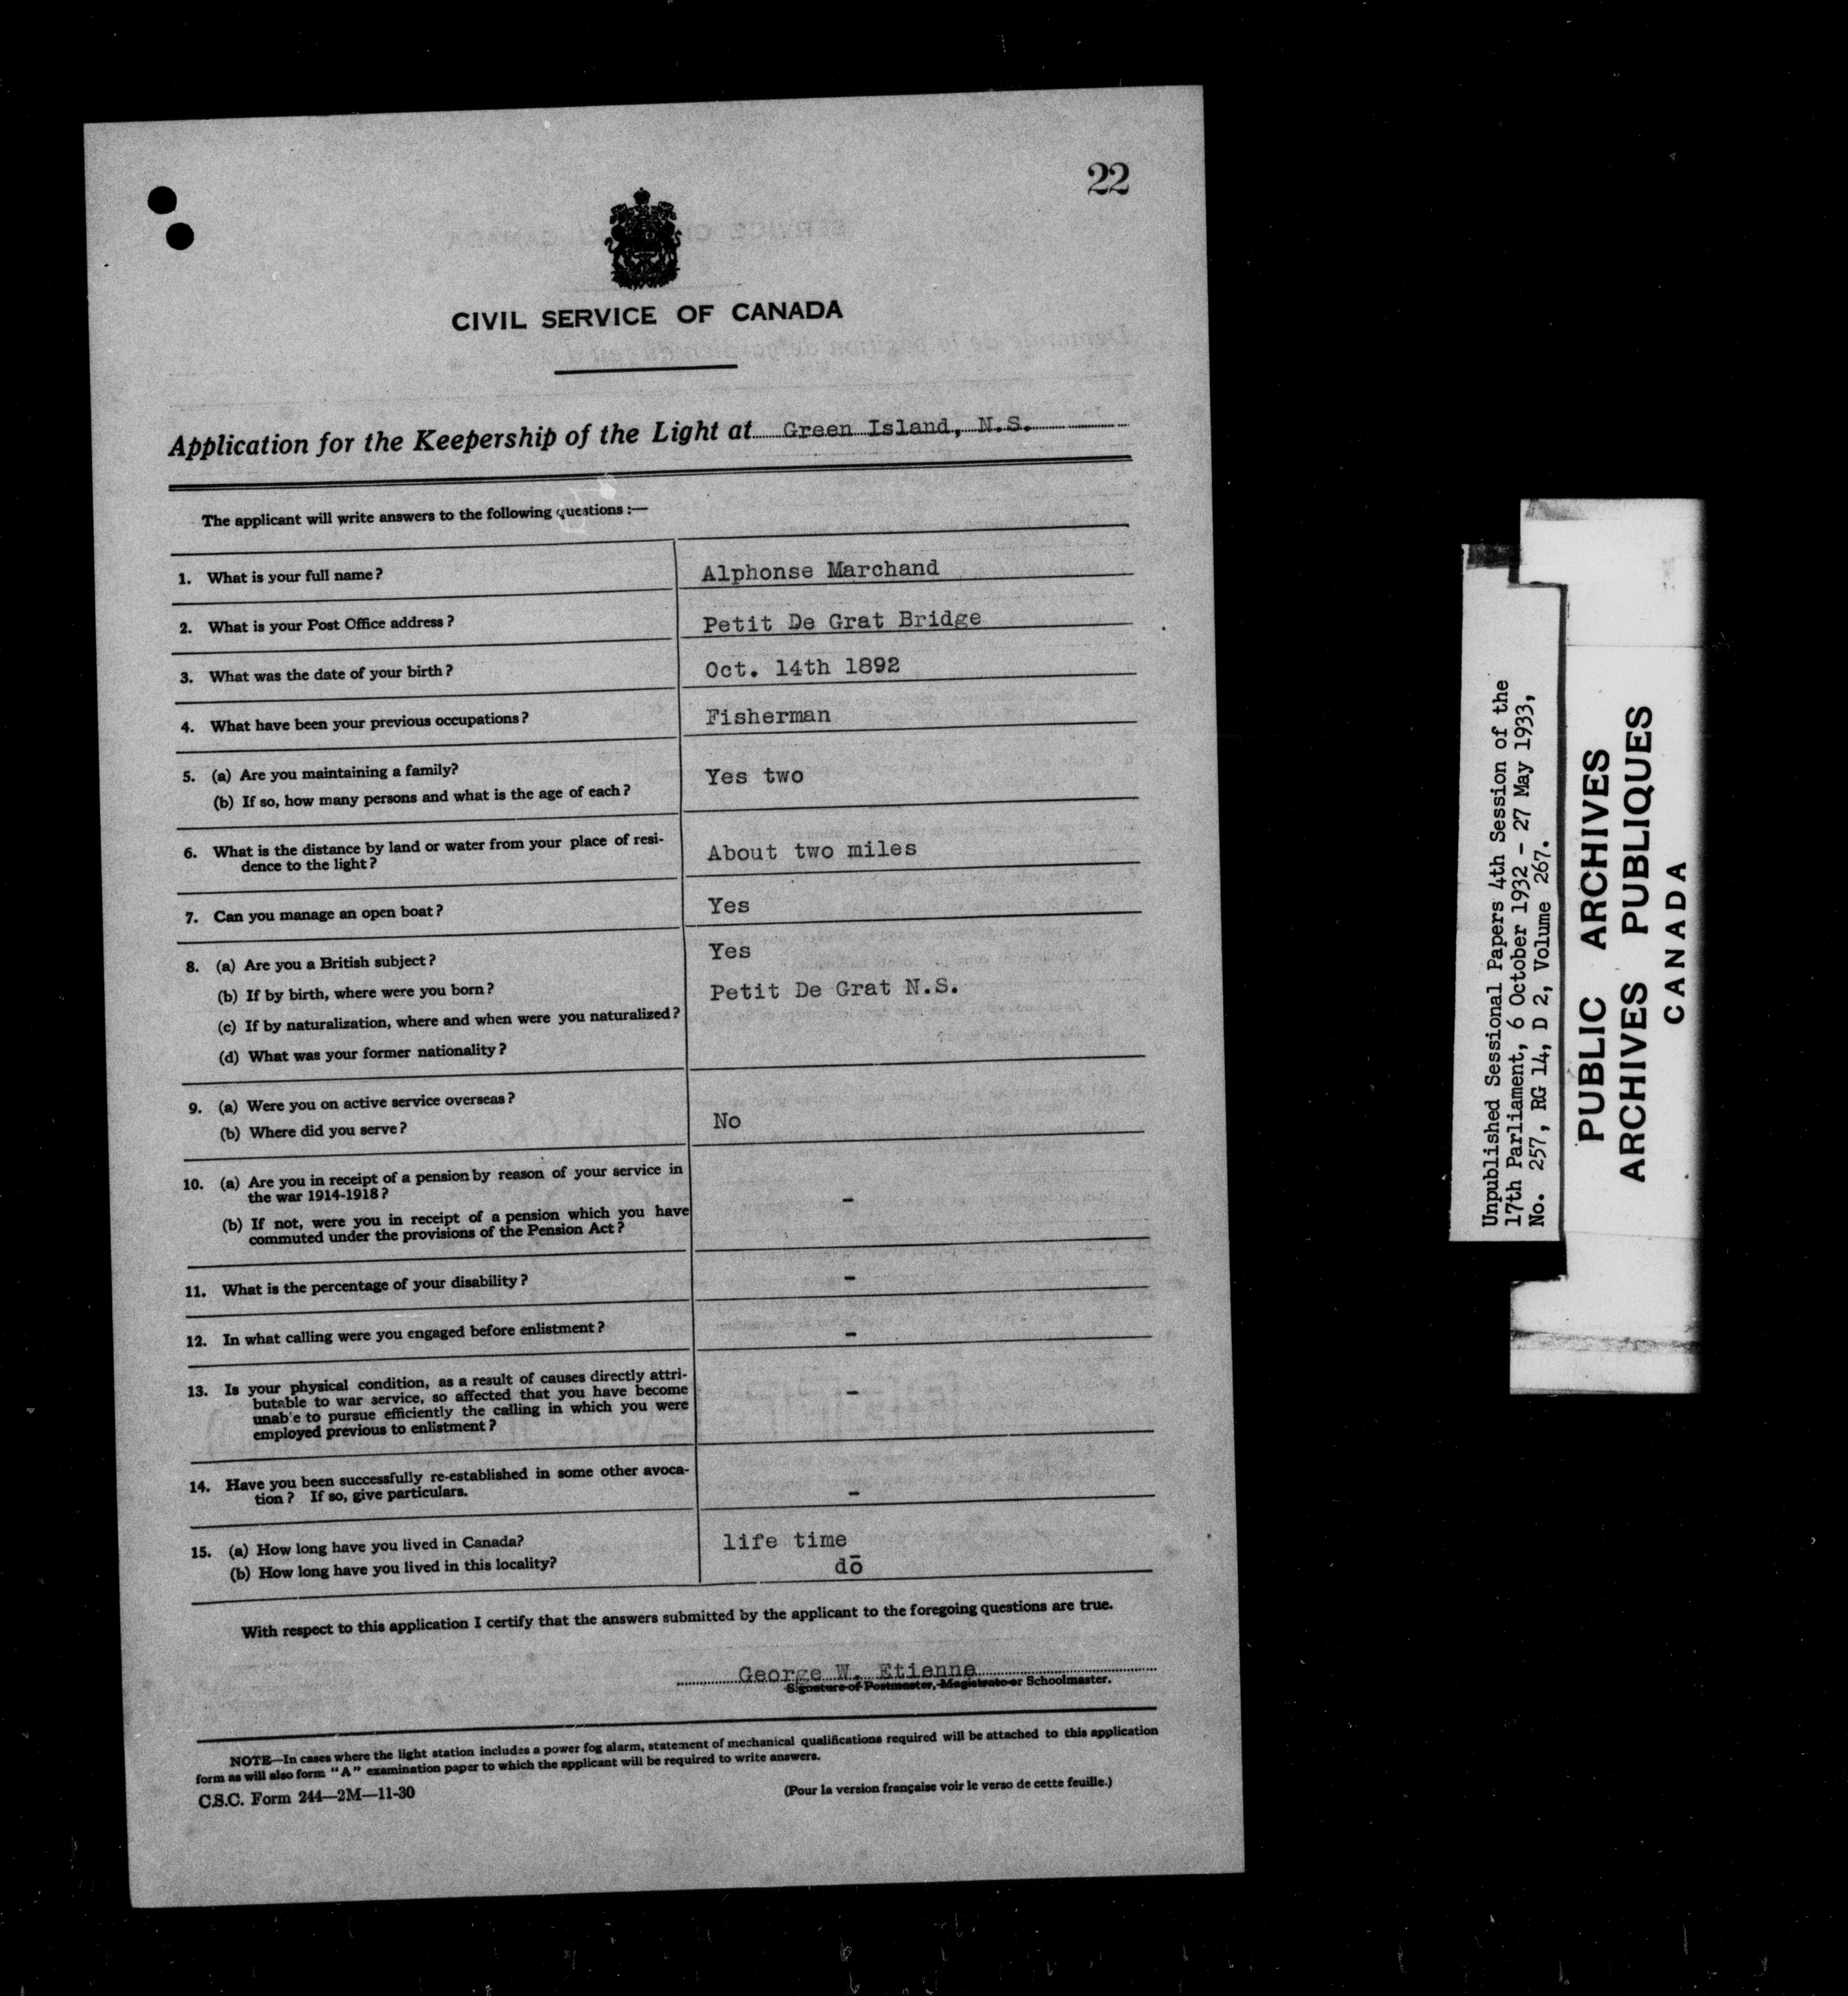 22
CIVIL SERVICE OF CANADA
Application for the Keepership of the Light at Green Island, N.S.
The applicant will write answers to the following questions :—
1. What is your full name? Alphonse Marchand
2. What is your Post Office address? Petit De Grat Bridge
3. What was the date of your birth? Oct. 14th 1892
4. What have been your previous occupations? Fisherman
5. (a) Are you maintaining a family? Yes two
(b) If so, how many persons and what is the age of each?
6. What is the distance by land or water from your place of resi-
dence to the light? About two miles
7. Can you manage an open boat? Yes
8. (a) Are you a British subject? Yes
(b) If by birth, where were you born? Petit De Grat N.S.
(c) If by naturalization, where and when were you naturalized?
(d) What was your former nationality?
9. (a) Were you on active service overseas?
(b) Where did you serve? No
10. (a) Are you in receipt of a pension by reason of your service in
the war 1914-1918? -
(b) If not, were you in receipt of a pension which you have
commuted under the provisions of the Pension Act?
11. What is the percentage of your disability? -
12. In what calling were you engaged before enlistment? -
13. Is your physical condition, as a result of causes directly attri-
butable to war service, so affected that you have become -
unable to pursue efficiently the calling in which you were
employed previous to enlistment?
14. Have you been successfully re-established in some other avoca-
tion? If so, give particulars. -
15. (a) How long have you lived in Canada? life time
(b) How long have you lived in this locality? do
With respect to this application I certify that the answers submitted by the applicant to the foregoing questions are true.
George W. Etienne
Signature of Postmaster, Magistrate or Schoolmaster.
NOTE—In cases where the light station includes a power fog alarm, statement of mechanical qualifications required will be attached to this application
form as will also form "A" examination paper to which the applicant will be required to write answers.
C.S.C. Form 244—2M—11-30
(Pour la version française voir le verso de cette feuille.)
Unpublished Sessional Papers 4th Session of the
17th Parliament, 6 October 1932 - 27 May 1933,
No. 257, RG 14, D 2, Volume 267.
PUBLIC ARCHIVES
ARCHIVES PUBLIQUES
CANADA